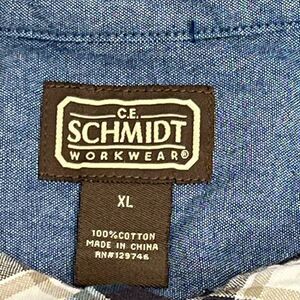 C.E.
SCHMIDT
WORKWEAR®
XL
100% COTTON
MADE IN CHINA
RN#129746